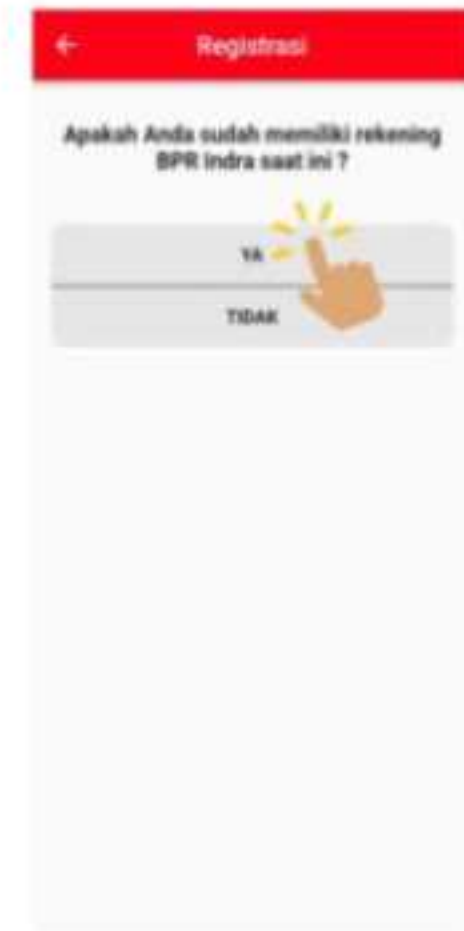 Registrasi
Apakah Anda sudah memiliki rekening
BPR Indra saat ini ?
YA
TIDAK